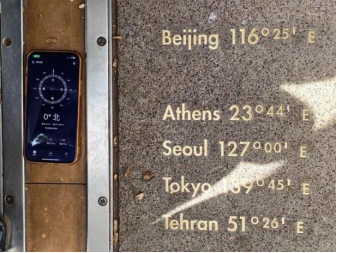 0° 北
Beijing 116°25' E
Athens 23°44' E
Seoul 127°00' E
Tokyo 139°45' E
Tehran 51°26' E